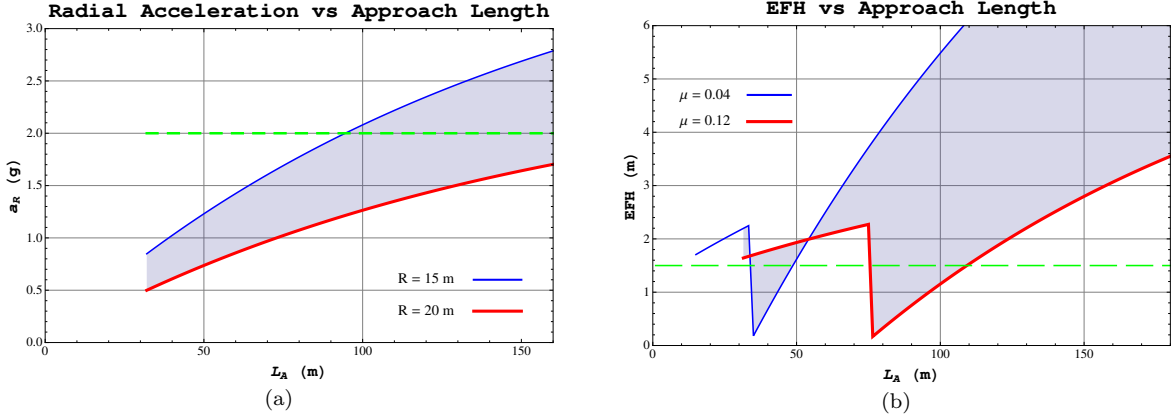 Radial Acceleration vs Approach Length
3.0
2.5
2.0
1.5
1.0
0.5
0.0
a_R (g)
R = 15 m
R = 20 m
0
50
100
150
L_A (m)
(a)
EFH vs Approach Length
6
5
4
3
2
1
0
EFH (m)
μ = 0.04
μ = 0.12
0
50
100
150
L_A (m)
(b)